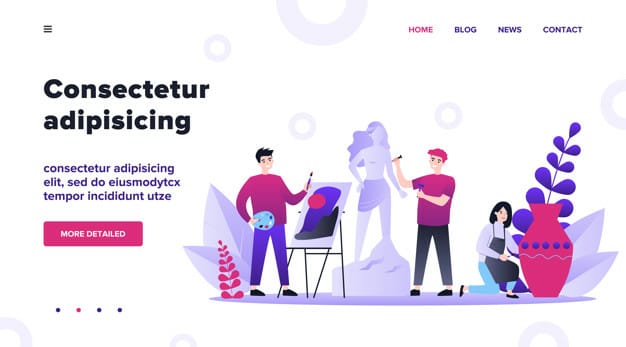 HOME BLOG NEWS CONTACT
Consectetur
adipisicing
consectetur adipisicing
elit, sed do eiusmodytcx
tempor incididunt utze
MORE DETAILED